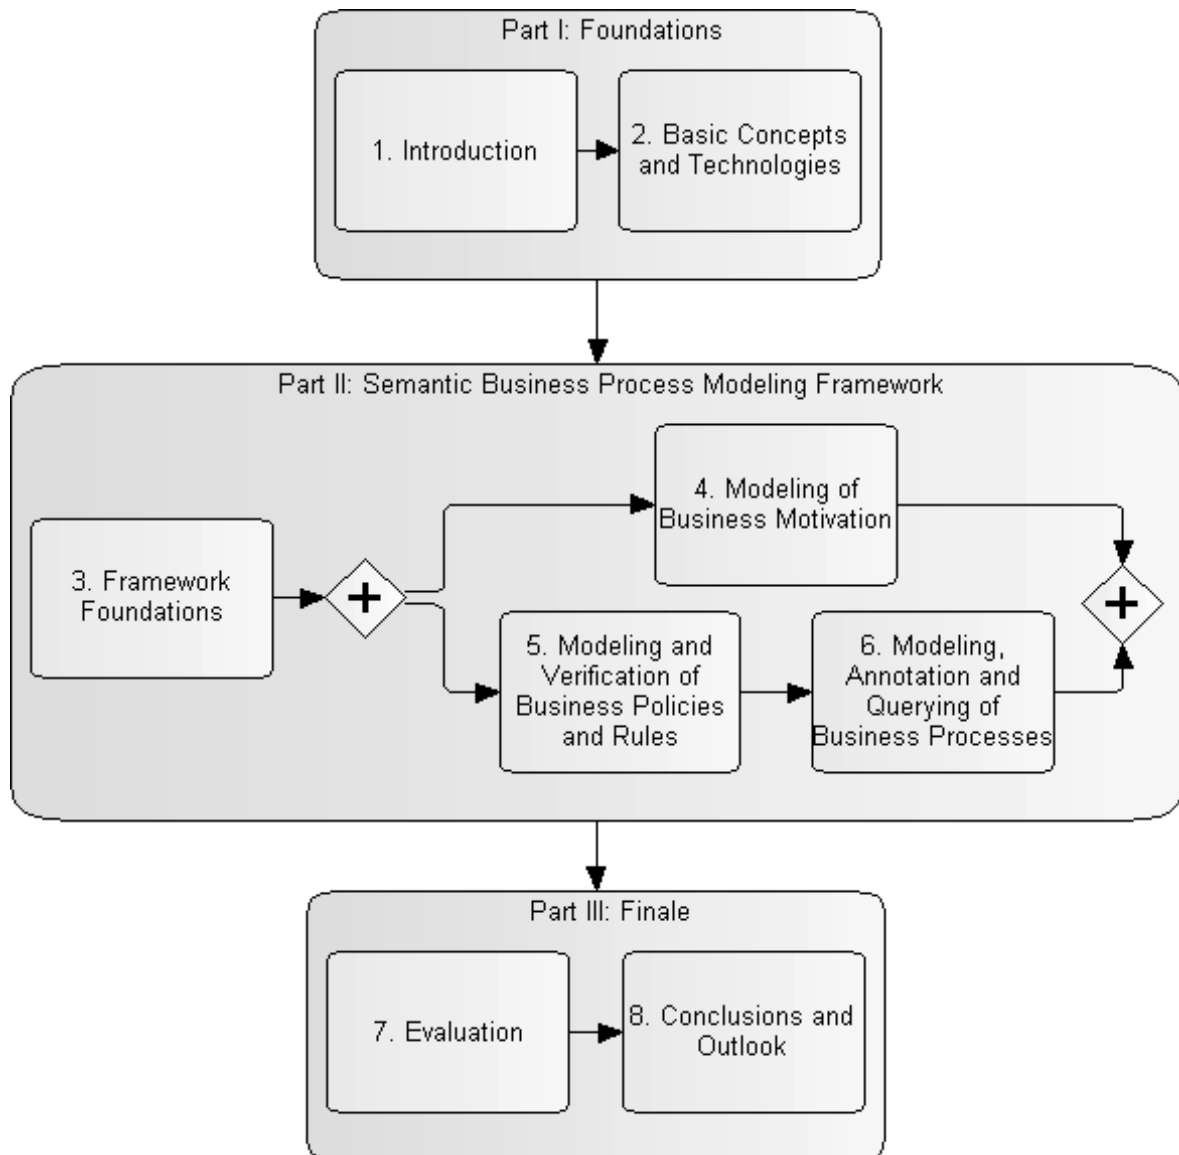 Part I: Foundations
1. Introduction
2. Basic Concepts
and Technologies
Part II: Semantic Business Process Modeling Framework
3. Framework
Foundations
4. Modeling of
Business Motivation
5. Modeling and
Verification of
Business Policies
and Rules
6. Modeling,
Annotation and
Querying of
Business Processes
Part III: Finale
7. Evaluation
8. Conclusions and
Outlook